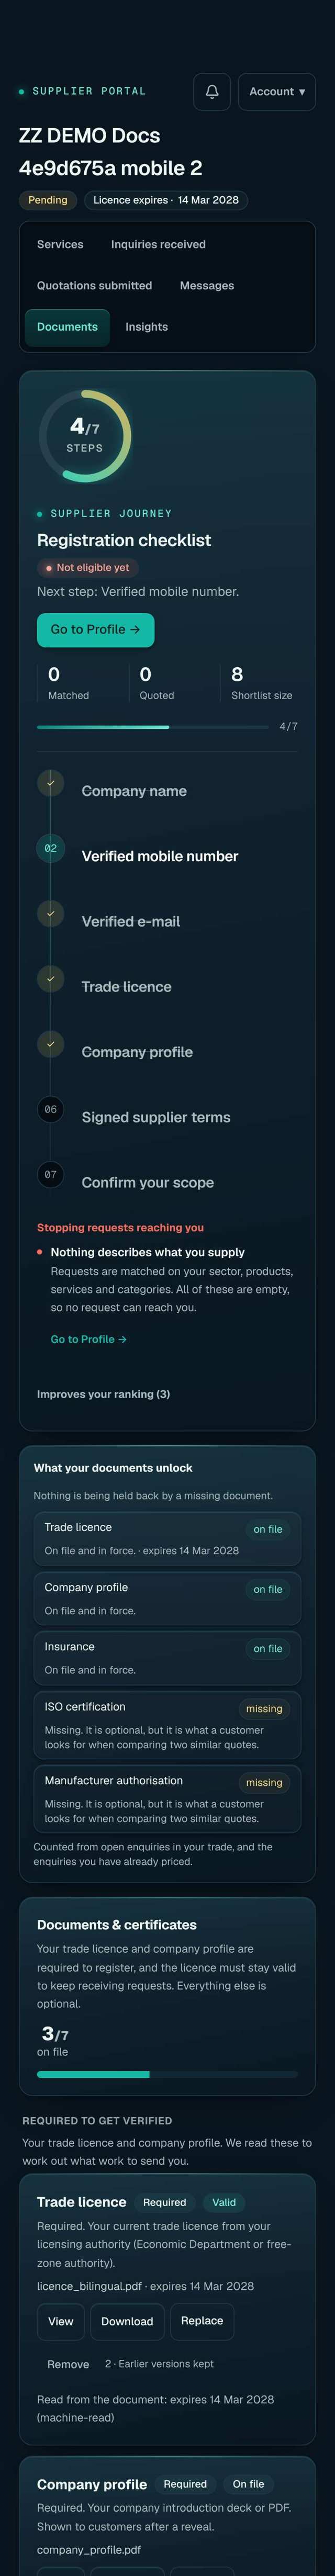 SUPPLIER PORTAL
Account ▾
ZZ DEMO Docs
4e9d675a mobile 2
Pending
Licence expires · 14 Mar 2028
Services
Inquiries received
Quotations submitted
Messages
Documents
Insights
4/7
STEPS
SUPPLIER JOURNEY
Registration checklist
Not eligible yet
Next step: Verified mobile number.
Go to Profile →
0
Matched
0
Quoted
8
Shortlist size
4/7
✓ Company name
02 Verified mobile number
✓ Verified e-mail
✓ Trade licence
✓ Company profile
06 Signed supplier terms
07 Confirm your scope
Stopping requests reaching you
Nothing describes what you supply
Requests are matched on your sector, products,
services and categories. All of these are empty,
so no request can reach you.
Go to Profile →
Improves your ranking (3)
What your documents unlock
Nothing is being held back by a missing document.
Trade licence
on file
On file and in force. · expires 14 Mar 2028
Company profile
on file
On file and in force.
Insurance
on file
On file and in force.
ISO certification
missing
Missing. It is optional, but it is what a customer
looks for when comparing two similar quotes.
Manufacturer authorisation
missing
Missing. It is optional, but it is what a customer
looks for when comparing two similar quotes.
Counted from open enquiries in your trade, and the
enquiries you have already priced.
Documents & certificates
Your trade licence and company profile are
required to register, and the licence must stay valid
to keep receiving requests. Everything else is
optional.
3/7
on file
REQUIRED TO GET VERIFIED
Your trade licence and company profile. We read these to
work out what work to send you.
Trade licence
Required
Valid
Required. Your current trade licence from your
licensing authority (Economic Department or free-
zone authority).
licence_bilingual.pdf · expires 14 Mar 2028
View
Download
Replace
Remove
2 · Earlier versions kept
Read from the document: expires 14 Mar 2028
(machine-read)
Company profile
Required
On file
Required. Your company introduction deck or PDF.
Shown to customers after a reveal.
company_profile.pdf